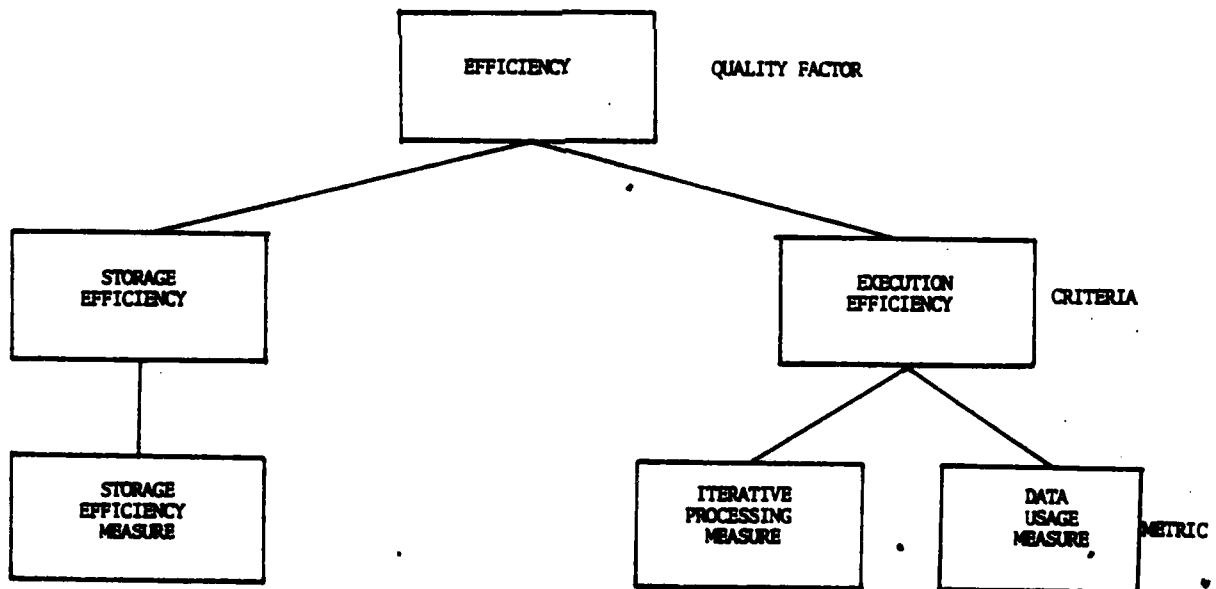 EFFICIENCY
QUALITY FACTOR
STORAGE
EFFICIENCY
EXECUTION
EFFICIENCY
CRITERIA
STORAGE
EFFICIENCY
MEASURE
ITERATIVE
PROCESSING
MEASURE
DATA
USAGE
MEASURE
METRIC